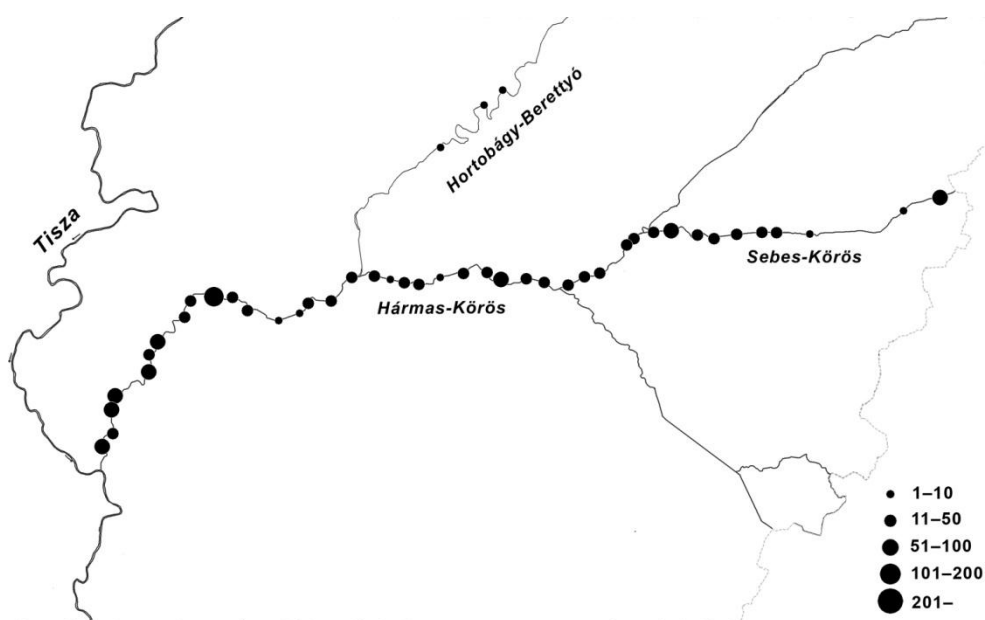 Hortobágy-Berettyó
Tisza
Sebes-Körös
Hármas-Körös
1–10
11–50
51–100
101–200
201–